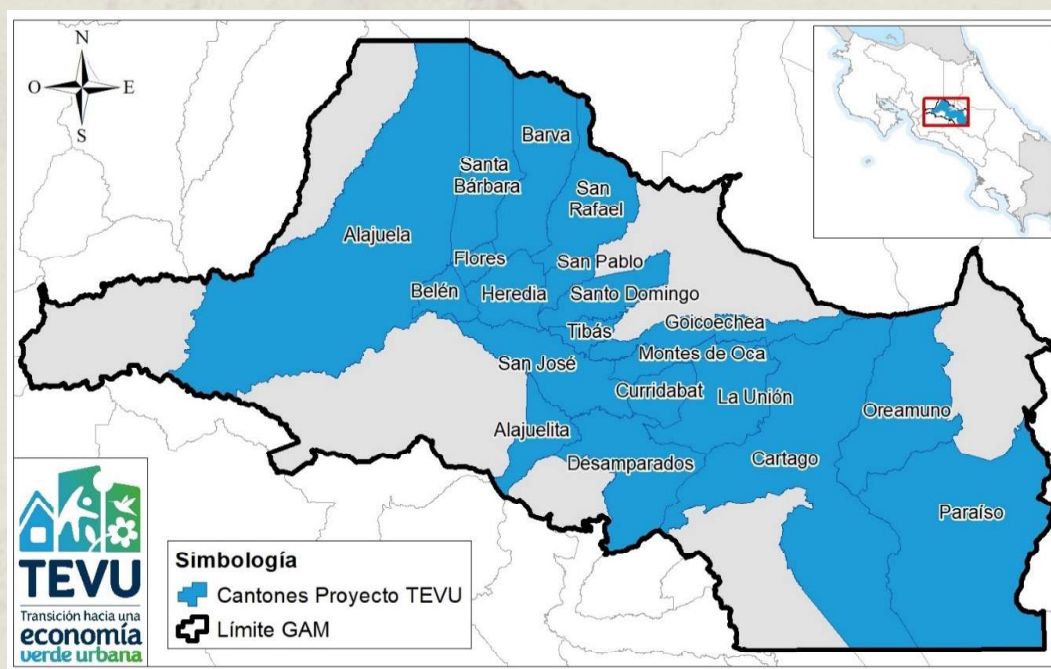 N
O
E
S
Barva
Santa
Bárbara
San
Rafael
Alajuela
Flores
San Pablo
Belén
Heredia
Santo Domingo
Tibás
Goicoechea
San José
Montes de Oca
Curridabat
La Unión
Oreamuno
Alajuelita
Desamparados
Cartago
Paraíso
TEVU
Transición hacia una
economía
verde urbana
Simbología
Cantones Proyecto TEVU
Límite GAM